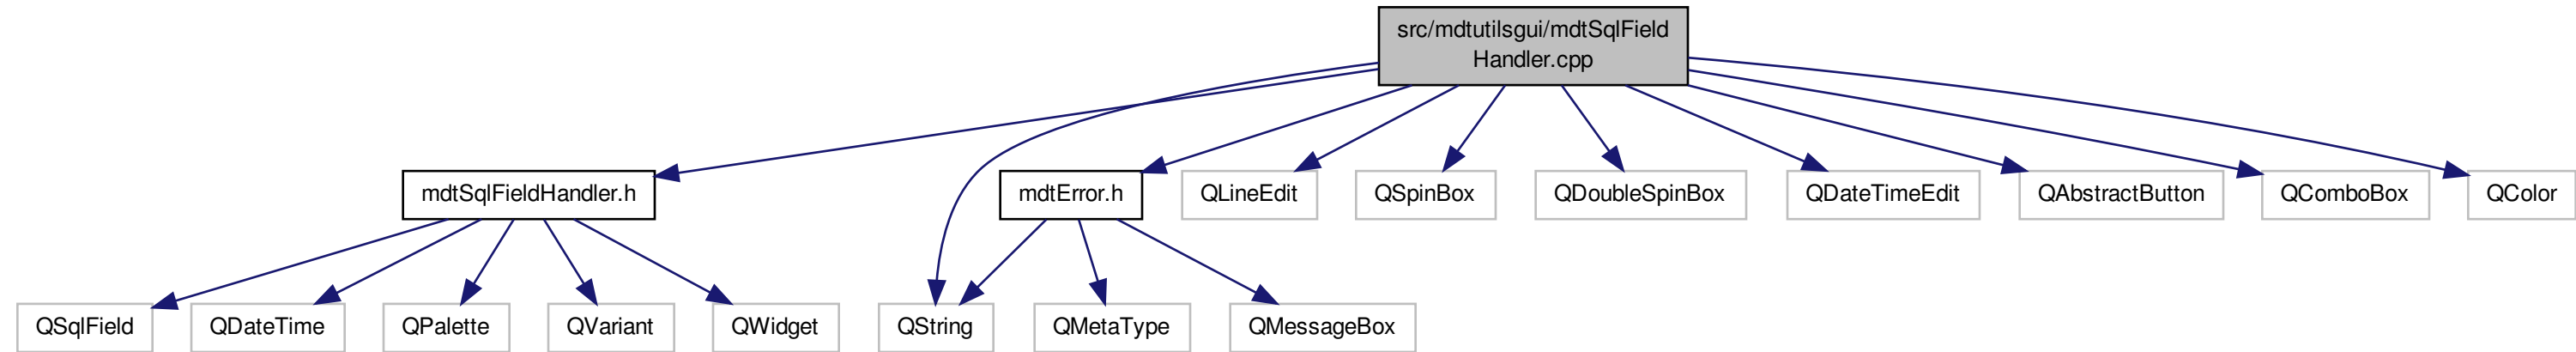 src/mdtutilsgui/mdtSqlField
Handler.cpp
mdtSqlFieldHandler.h
mdtError.h
QLineEdit
QSpinBox
QDoubleSpinBox
QDateTimeEdit
QAbstractButton
QComboBox
QColor
QSqlField
QDateTime
QPalette
QVariant
QWidget
QString
QMetaType
QMessageBox